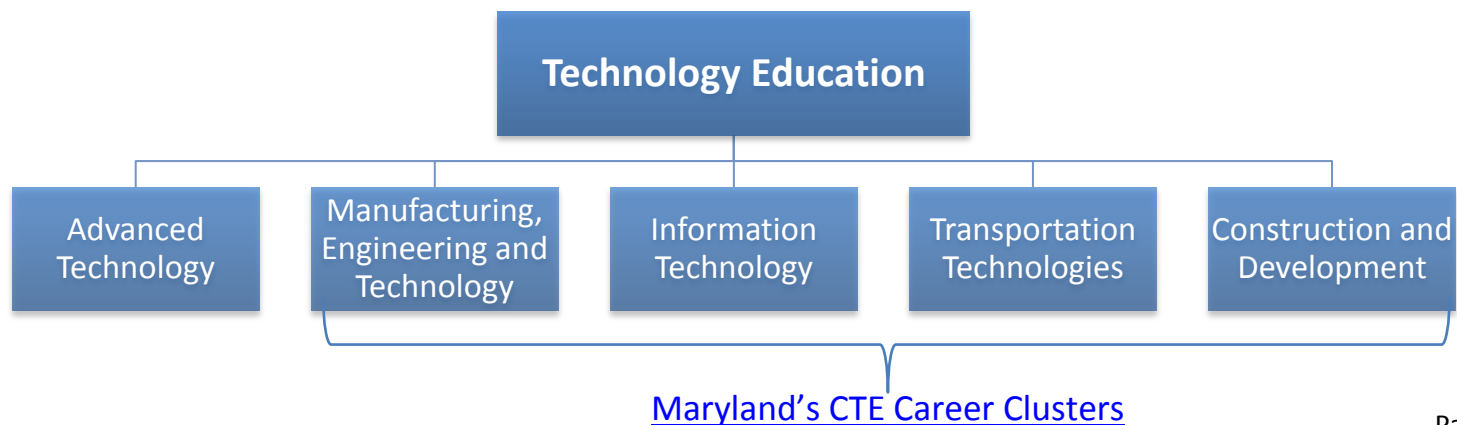 Technology Education
Advanced
Technology
Manufacturing,
Engineering and
Technology
Information
Technology
Transportation
Technologies
Construction and
Development
Maryland’s CTE Career Clusters